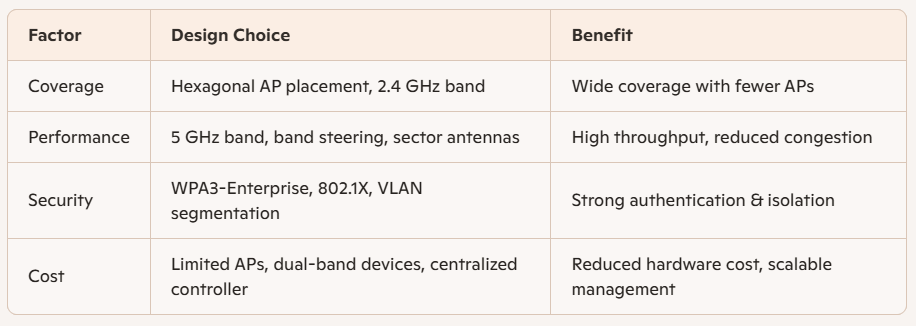 Factor Design Choice Benefit
Coverage Hexagonal AP placement, 2.4 GHz band Wide coverage with fewer APs
Performance 5 GHz band, band steering, sector antennas High throughput, reduced congestion
Security WPA3-Enterprise, 802.1X, VLAN
segmentation Strong authentication & isolation
Cost Limited APs, dual-band devices, centralized
controller Reduced hardware cost, scalable
management